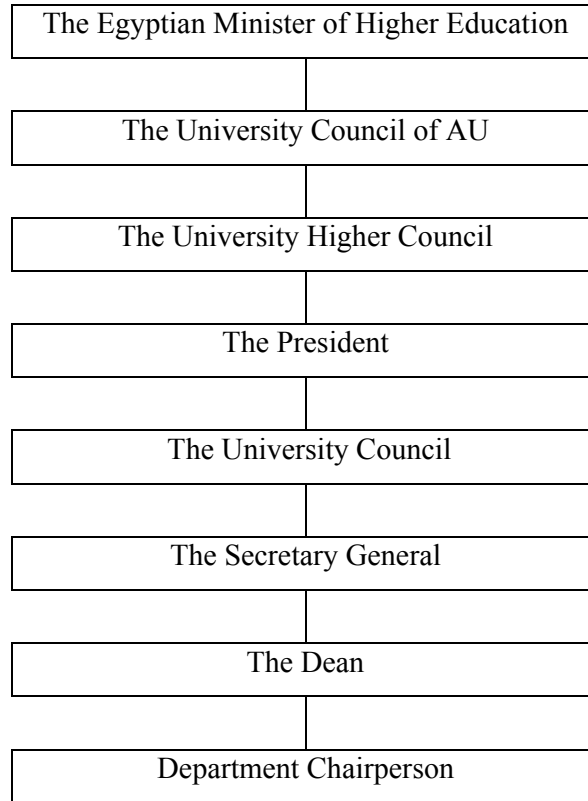 The Egyptian Minister of Higher Education
The University Council of AU
The University Higher Council
The President
The University Council
The Secretary General
The Dean
Department Chairperson